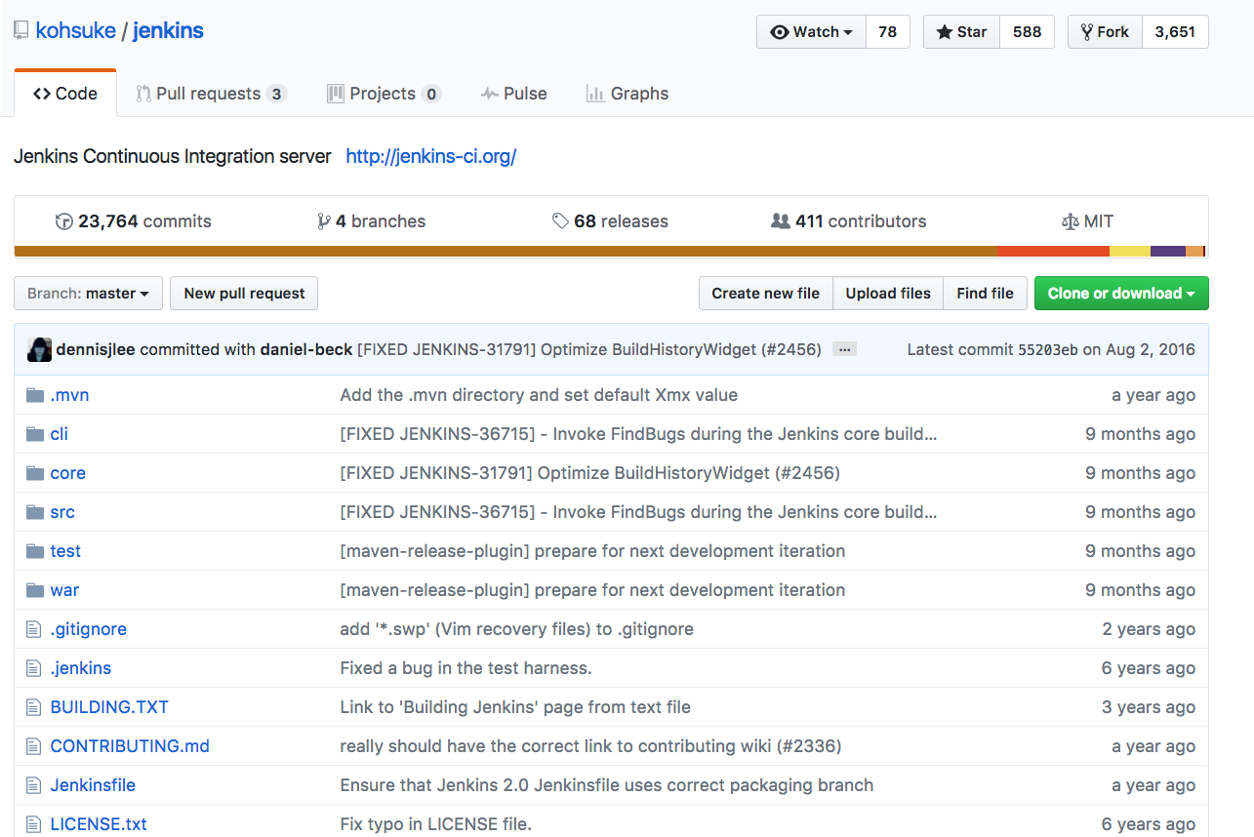 kohsuke / jenkins Watch 78 Star 588 Fork 3,651
Code Pull requests 3 Projects 0 Pulse Graphs
Jenkins Continuous Integration server http://jenkins-ci.org/
23,764 commits 4 branches 68 releases 411 contributors MIT
Branch: master New pull request Create new file Upload files Find file Clone or download
dennisjlee committed with daniel-beck [FIXED JENKINS-31791] Optimize BuildHistoryWidget (#2456) ... Latest commit 55203eb on Aug 2, 2016
.mvn Add the .mvn directory and set default Xmx value a year ago
cli [FIXED JENKINS-36715] - Invoke FindBugs during the Jenkins core build... 9 months ago
core [FIXED JENKINS-31791] Optimize BuildHistoryWidget (#2456) 9 months ago
src [FIXED JENKINS-36715] - Invoke FindBugs during the Jenkins core build... 9 months ago
test [maven-release-plugin] prepare for next development iteration 9 months ago
war [maven-release-plugin] prepare for next development iteration 9 months ago
.gitignore add '*.swp' (Vim recovery files) to .gitignore 2 years ago
.jenkins Fixed a bug in the test harness. 6 years ago
BUILDING.TXT Link to 'Building Jenkins' page from text file 3 years ago
CONTRIBUTING.md really should have the correct link to contributing wiki (#2336) a year ago
Jenkinsfile Ensure that Jenkins 2.0 Jenkinsfile uses correct packaging branch a year ago
LICENSE.txt Fix typo in LICENSE file. 6 years ago